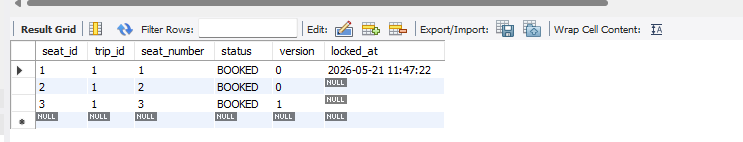 Result Grid Filter Rows: Edit: Export/Import: Wrap Cell Content:
seat_id trip_id seat_number status version locked_at
1 1 1 BOOKED 0 2026-05-21 11:47:22
2 1 2 BOOKED 0 NULL
3 1 3 BOOKED 1 NULL
NULL NULL NULL NULL NULL NULL